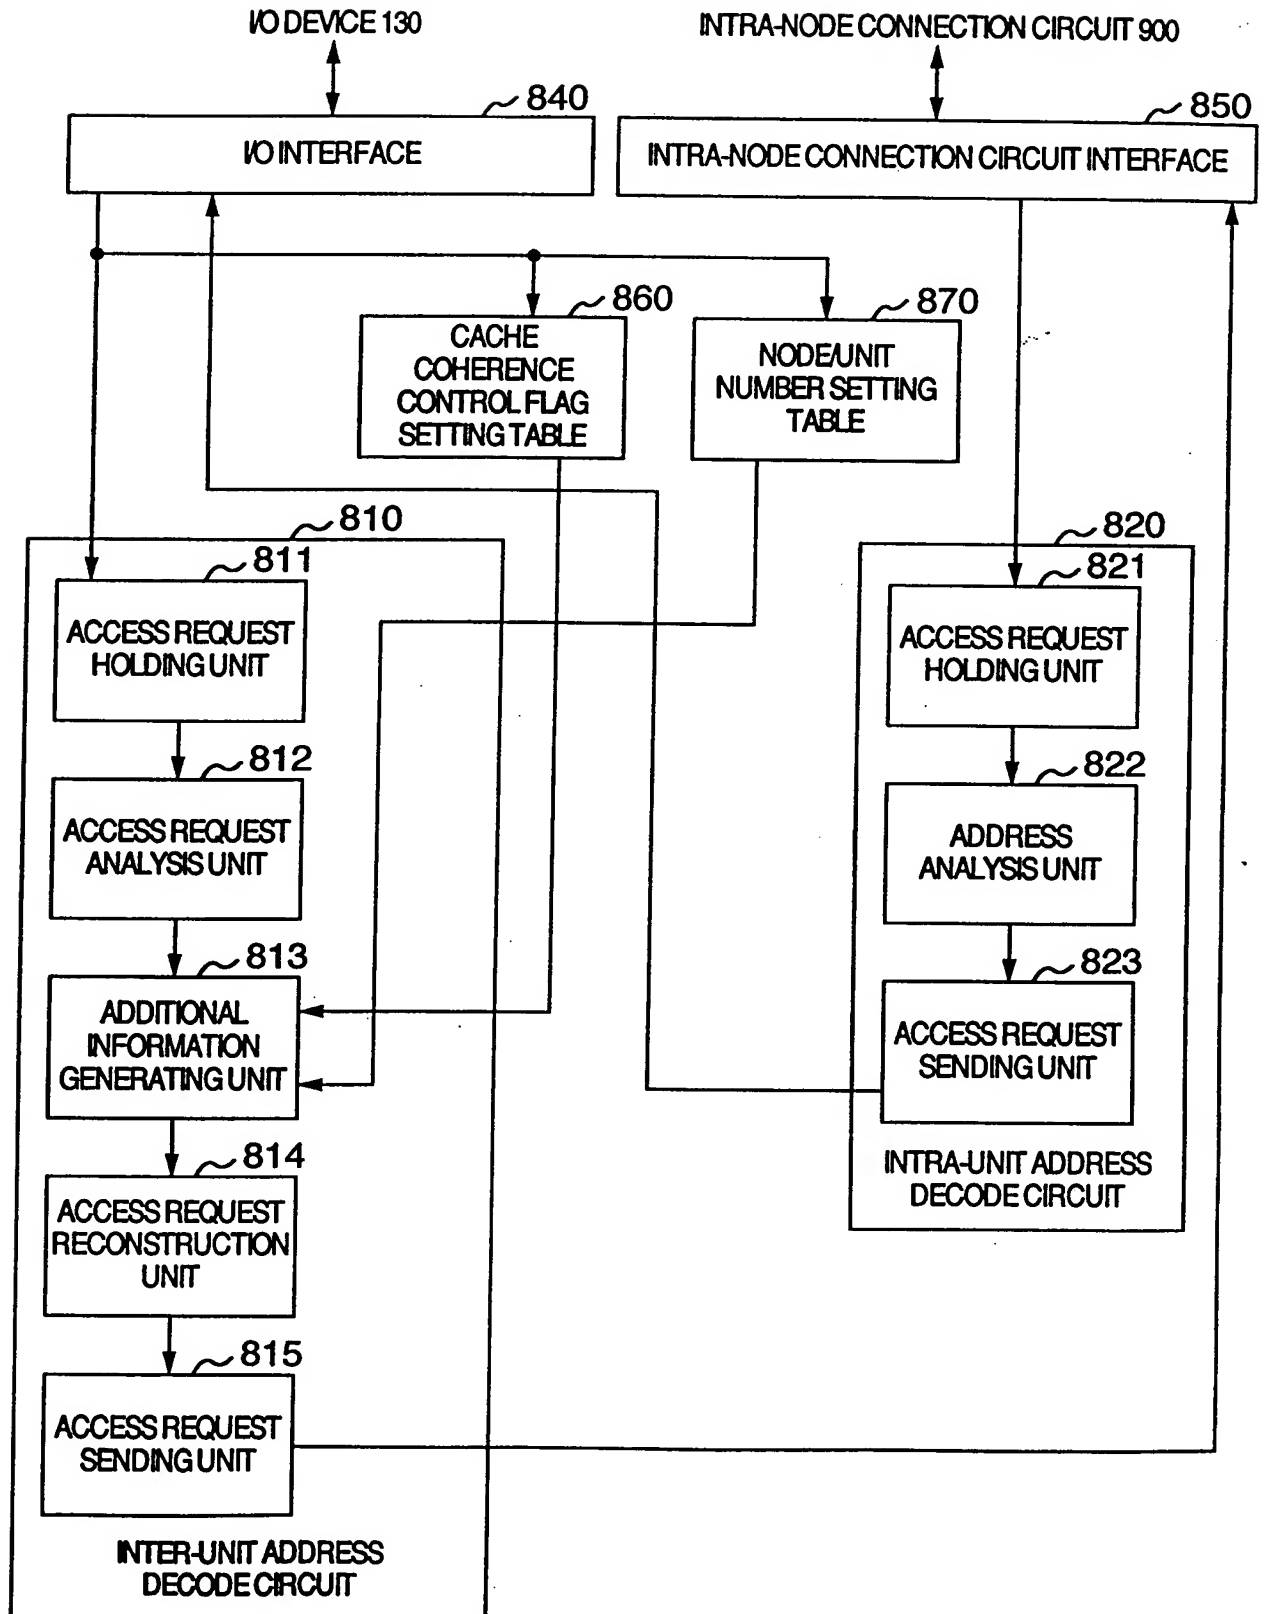 I/O DEVICE 130
INTRA-NODE CONNECTION CIRCUIT 900
840
I/O INTERFACE
850
INTRA-NODE CONNECTION CIRCUIT INTERFACE
860
CACHE
COHERENCE
CONTROL FLAG
SETTING TABLE
870
NODE/UNIT
NUMBER SETTING
TABLE
810
811
ACCESS REQUEST
HOLDING UNIT
812
ACCESS REQUEST
ANALYSIS UNIT
813
ADDITIONAL
INFORMATION
GENERATING UNIT
814
ACCESS REQUEST
RECONSTRUCTION
UNIT
815
ACCESS REQUEST
SENDING UNIT
INTER-UNIT ADDRESS
DECODE CIRCUIT
820
821
ACCESS REQUEST
HOLDING UNIT
822
ADDRESS
ANALYSIS UNIT
823
ACCESS REQUEST
SENDING UNIT
INTRA-UNIT ADDRESS
DECODE CIRCUIT